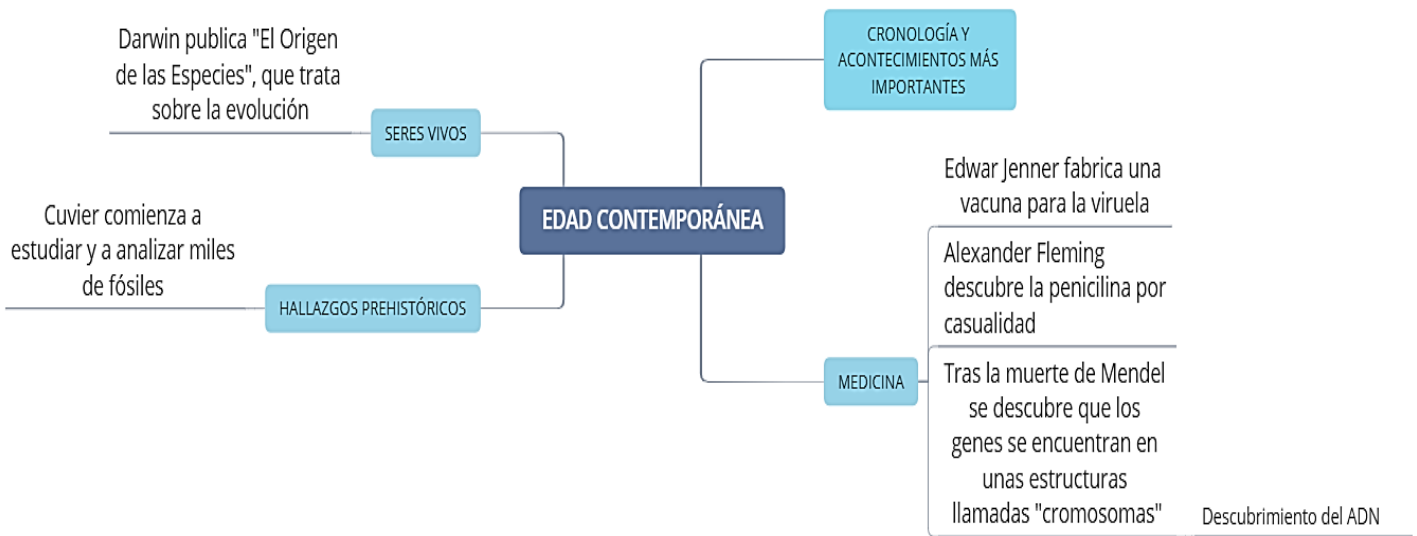 Darwin publica "El Origen
de las Especies", que trata
sobre la evolución
SERES VIVOS
Cuvier comienza a
estudiar y a analizar miles
de fósiles
HALLAZGOS PREHISTÓRICOS
EDAD CONTEMPORÁNEA
CRONOLOGÍA Y
ACONTECIMIENTOS MÁS
IMPORTANTES
MEDICINA
Edwar Jenner fabrica una
vacuna para la viruela
Alexander Fleming
descubre la penicilina por
casualidad
Tras la muerte de Mendel
se descubre que los
genes se encuentran en
unas estructuras
llamadas "cromosomas"
Descubrimiento del ADN